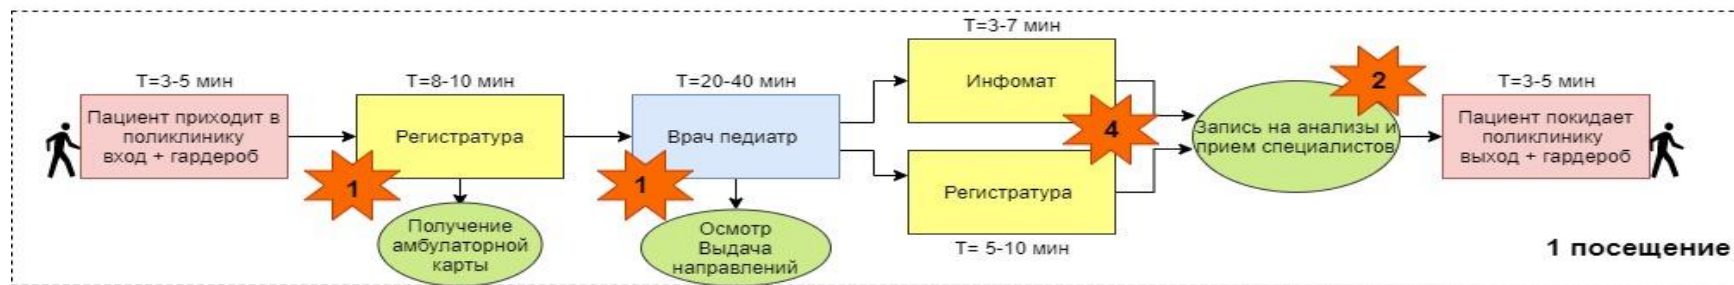 T=3-5 мин
Пациент приходит в
поликлинику
вход + гардероб
T=8-10 мин
Регистратура
1
Получение
амбулаторной
карты
T=20-40 мин
Врач педиатр
1
Осмотр
Выдача
направлений
T=3-7 мин
Инфомат
4
Регистратура
T= 5-10 мин
2
Запись на анализы и
прием специалистов
T=3-5 мин
Пациент покидает
поликлинику
выход + гардероб
1 посещение